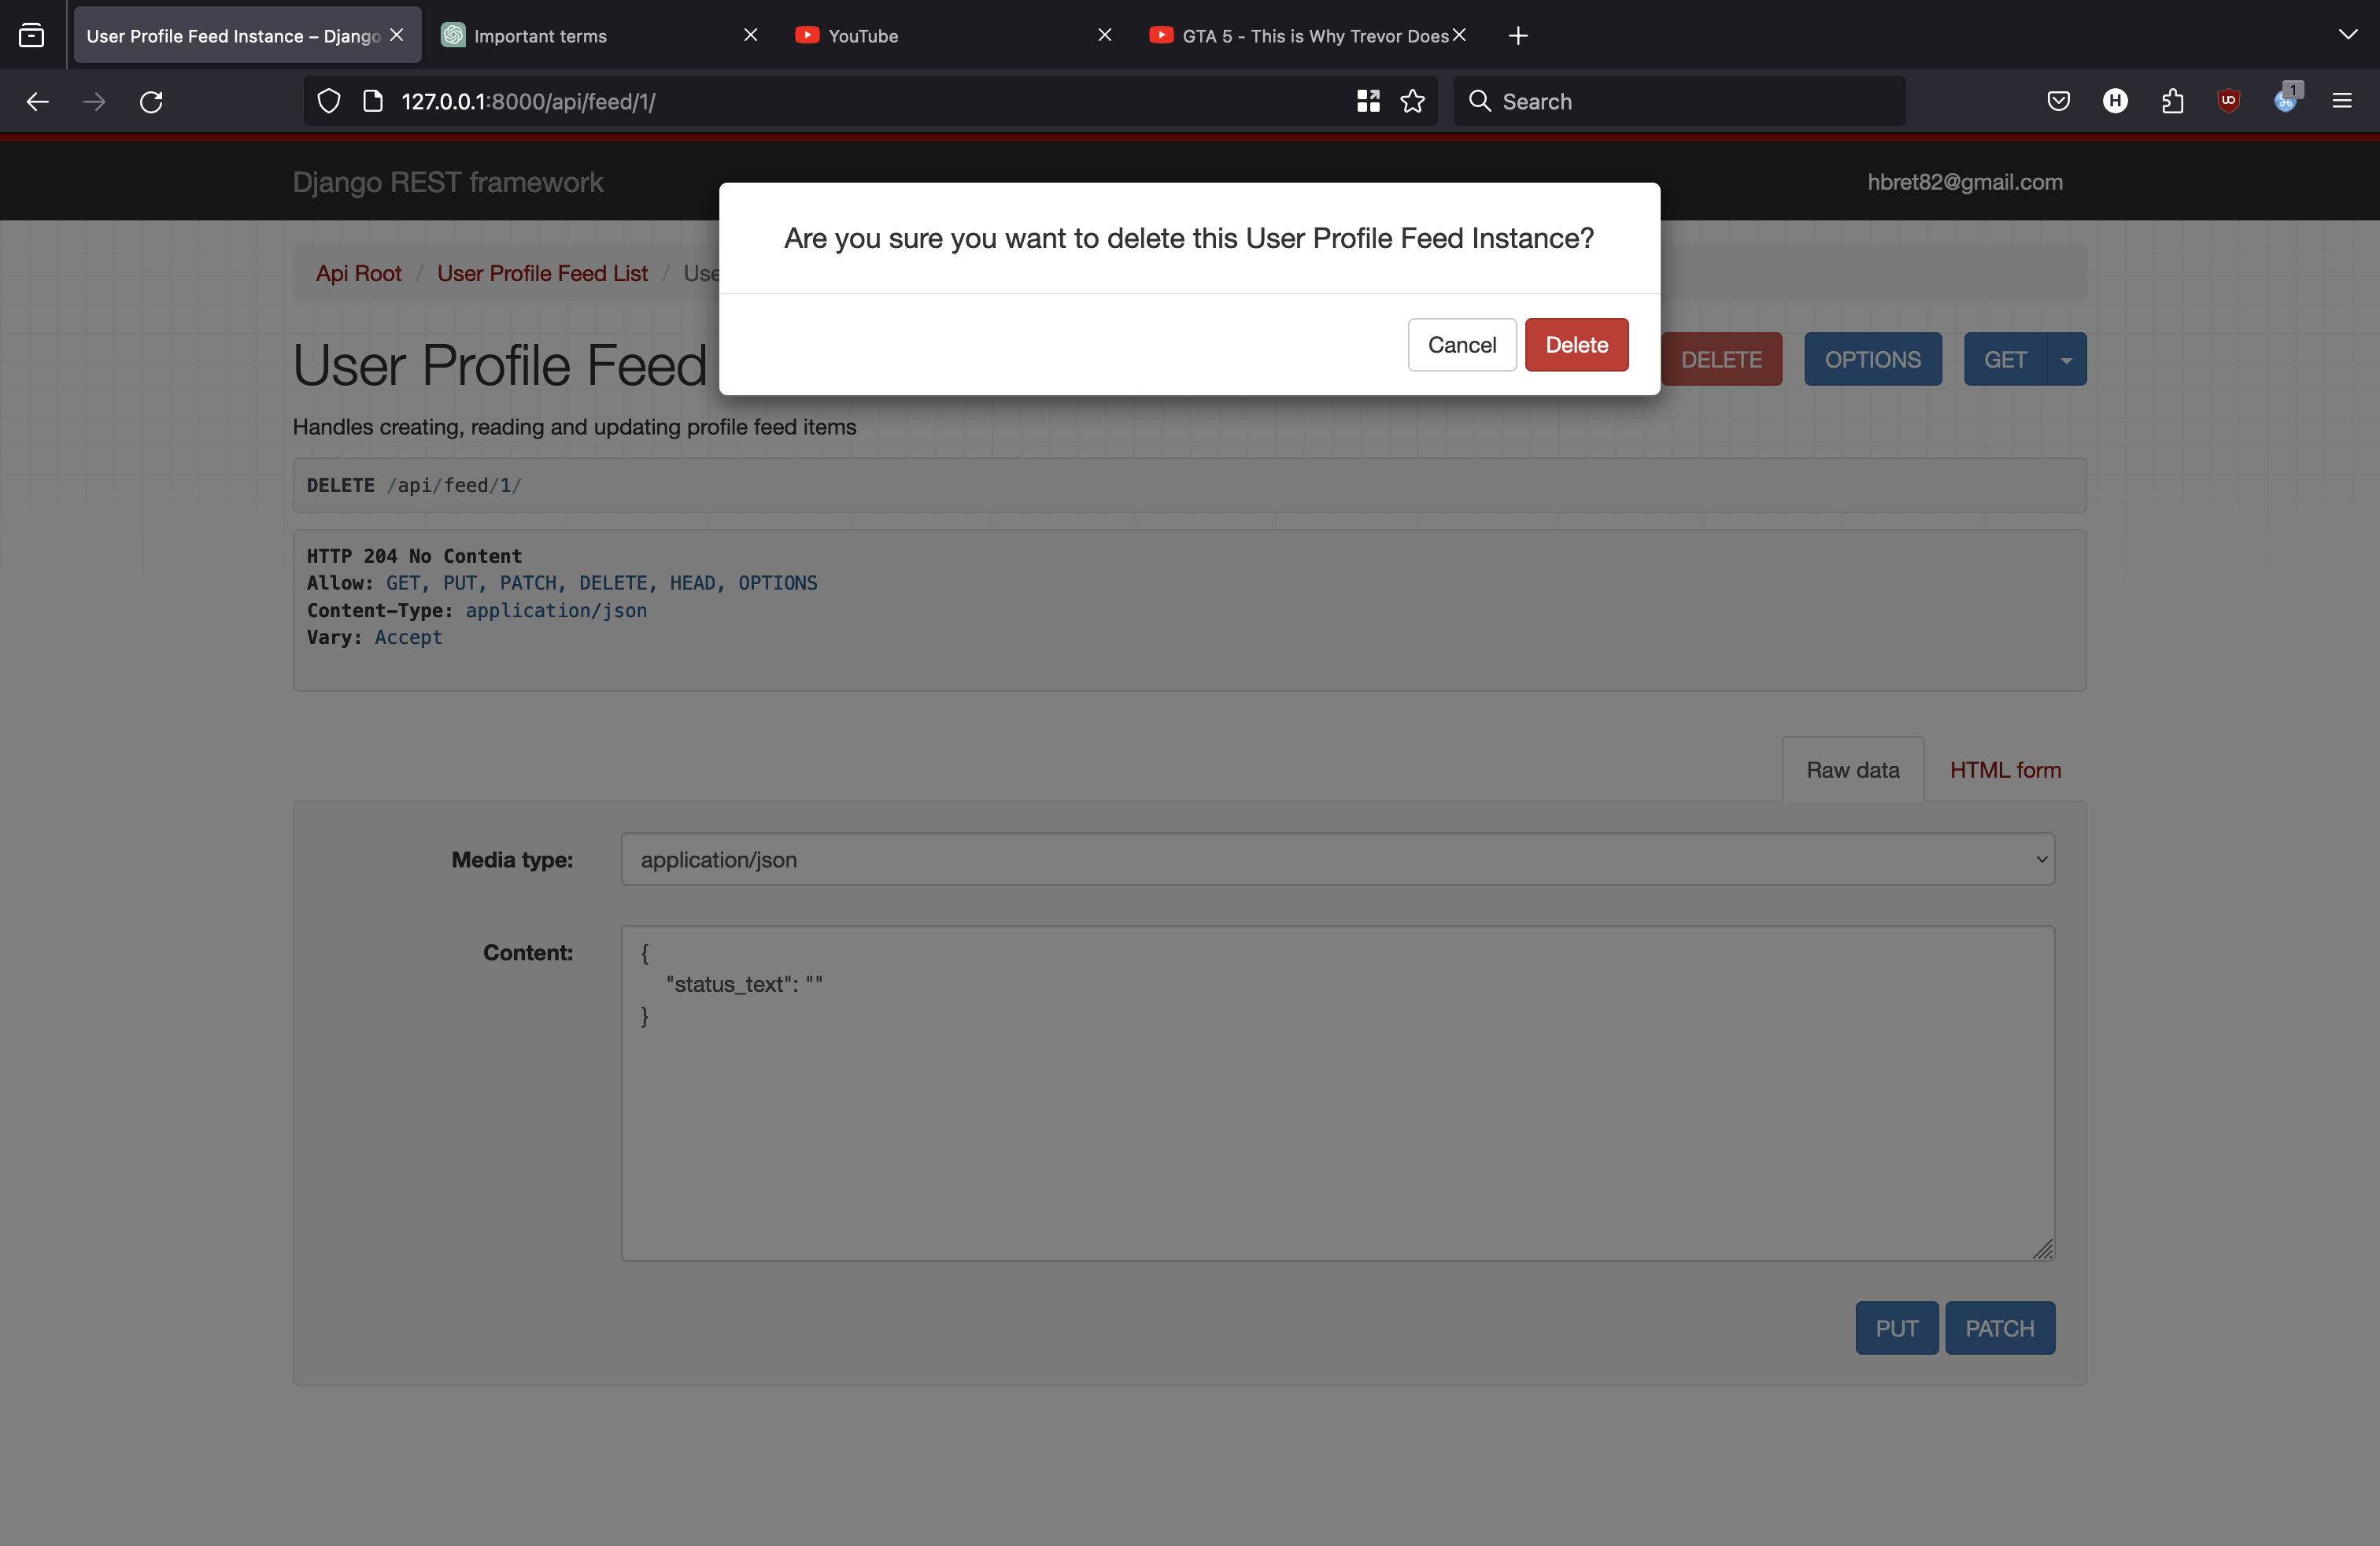 User Profile Feed Instance – Django
Important terms
YouTube
GTA 5 - This is Why Trevor Does
127.0.0.1:8000/api/feed/1/
Search
H
1
Django REST framework
hbret82@gmail.com
Are you sure you want to delete this User Profile Feed Instance?
Cancel
Delete
Api Root / User Profile Feed List / Use
User Profile Feed
DELETE
OPTIONS
GET
Handles creating, reading and updating profile feed items
DELETE /api/feed/1/
HTTP 204 No Content
Allow: GET, PUT, PATCH, DELETE, HEAD, OPTIONS
Content-Type: application/json
Vary: Accept
Raw data
HTML form
Media type:
application/json
Content:
{
"status_text": ""
}
PUT
PATCH